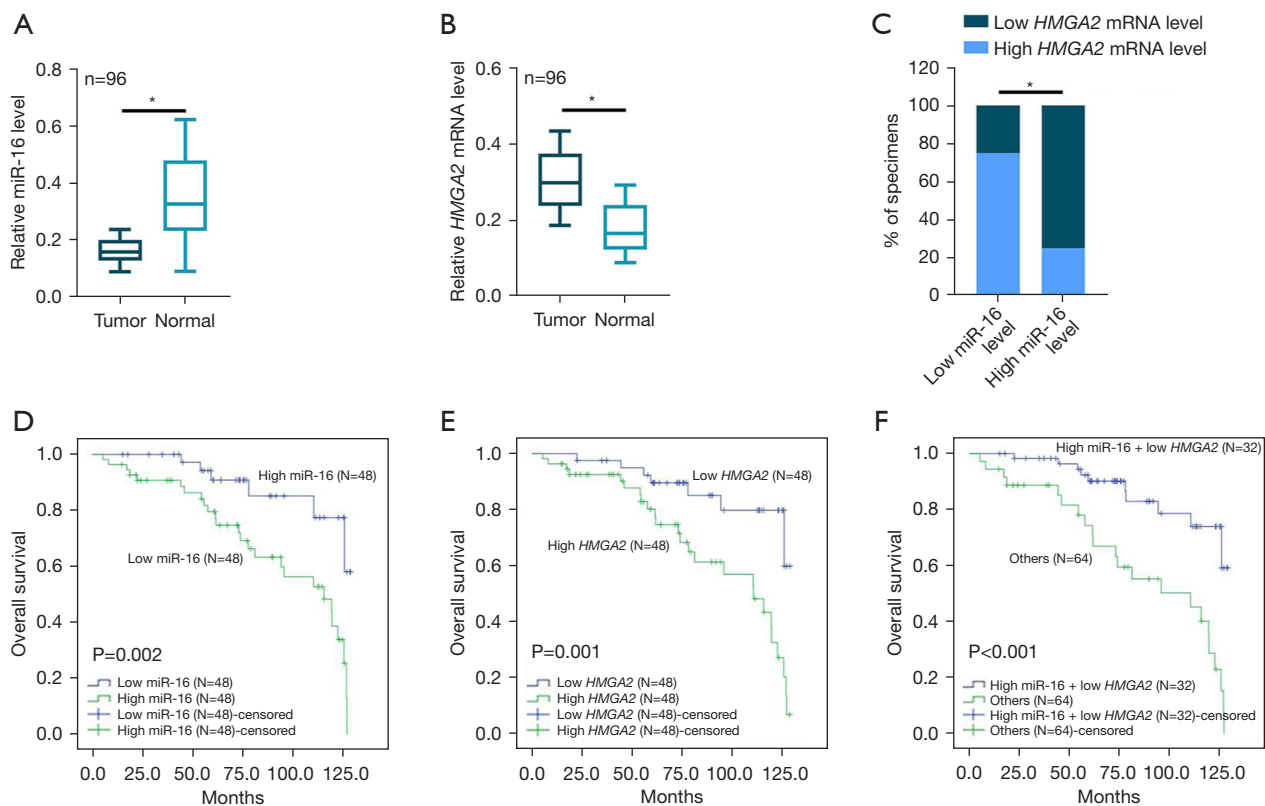 A
n=96
*
Relative miR-16 level
0.8
0.6
0.4
0.2
0.0
Tumor Normal
B
n=96
*
Relative HMGA2 mRNA level
0.6
0.4
0.2
0.0
Tumor Normal
C
Low HMGA2 mRNA level
High HMGA2 mRNA level
*
% of specimens
120
100
80
60
40
20
0
Low miR-16
level
High miR-16
level
D
Overall survival
1.0
0.8
0.6
0.4
0.2
0.0
High miR-16 (N=48)
Low miR-16 (N=48)
P=0.002
Low miR-16 (N=48)
High miR-16 (N=48)
Low miR-16 (N=48)-censored
High miR-16 (N=48)-censored
0.0 25.0 50.0 75.0 100.0 125.0
Months
E
Overall survival
1.0
0.8
0.6
0.4
0.2
0.0
Low HMGA2 (N=48)
High HMGA2 (N=48)
P=0.001
Low HMGA2 (N=48)
High HMGA2 (N=48)
Low HMGA2 (N=48)-censored
High HMGA2 (N=48)-censored
0.0 25.0 50.0 75.0 100.0 125.0
Months
F
Overall survival
1.0
0.8
0.6
0.4
0.2
0.0
High miR-16 + low HMGA2 (N=32)
Others (N=64)
P<0.001
High miR-16 + low HMGA2 (N=32)
Others (N=64)
High miR-16 + low HMGA2 (N=32)-censored
Others (N=64)-censored
0.0 25.0 50.0 75.0 100.0 125.0
Months